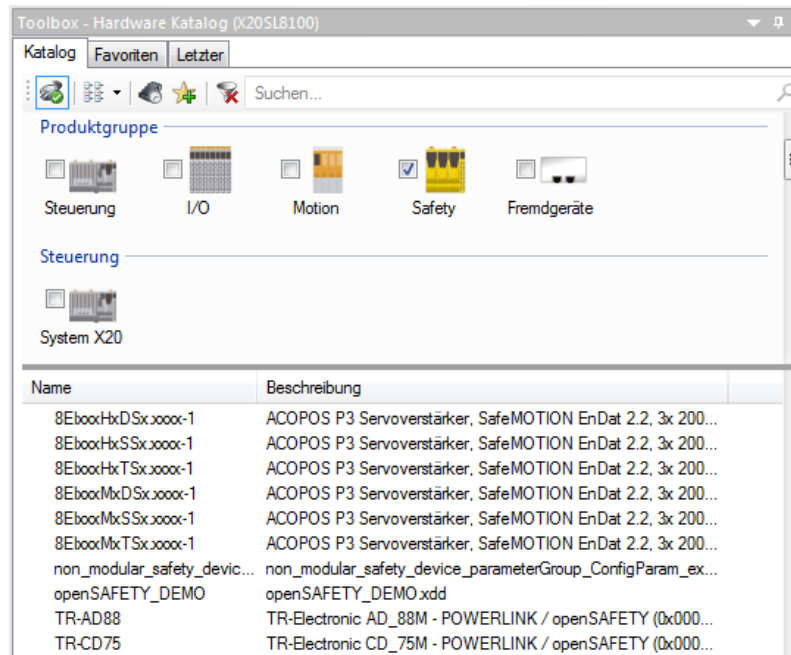 Toolbox - Hardware Katalog (X20SL8100)
Katalog Favoriten Letzter
Suchen...
Produktgruppe
Steuerung I/O Motion Safety Fremdgeräte
Steuerung
System X20
Name Beschreibung
8EIxxxHxDSx.xxxx-1 ACOPOS P3 Servoverstärker, SafeMOTION EnDat 2.2, 3x 200...
8EIxxxHxSSx.xxxx-1 ACOPOS P3 Servoverstärker, SafeMOTION EnDat 2.2, 3x 200...
8EIxxxHxTSx.xxxx-1 ACOPOS P3 Servoverstärker, SafeMOTION EnDat 2.2, 3x 200...
8EIxxxMxDSx.xxxx-1 ACOPOS P3 Servoverstärker, SafeMOTION EnDat 2.2, 3x 200...
8EIxxxMxSSx.xxxx-1 ACOPOS P3 Servoverstärker, SafeMOTION EnDat 2.2, 3x 200...
8EIxxxMxTSx.xxxx-1 ACOPOS P3 Servoverstärker, SafeMOTION EnDat 2.2, 3x 200...
non_modular_safety_devic... non_modular_safety_device_parameterGroup_ConfigParam_ex...
openSAFETY_DEMO openSAFETY_DEMO.xdd
TR-AD88 TR-Electronic AD_88M - POWERLINK / openSAFETY (0x000...
TR-CD75 TR-Electronic CD_75M - POWERLINK / openSAFETY (0x000...